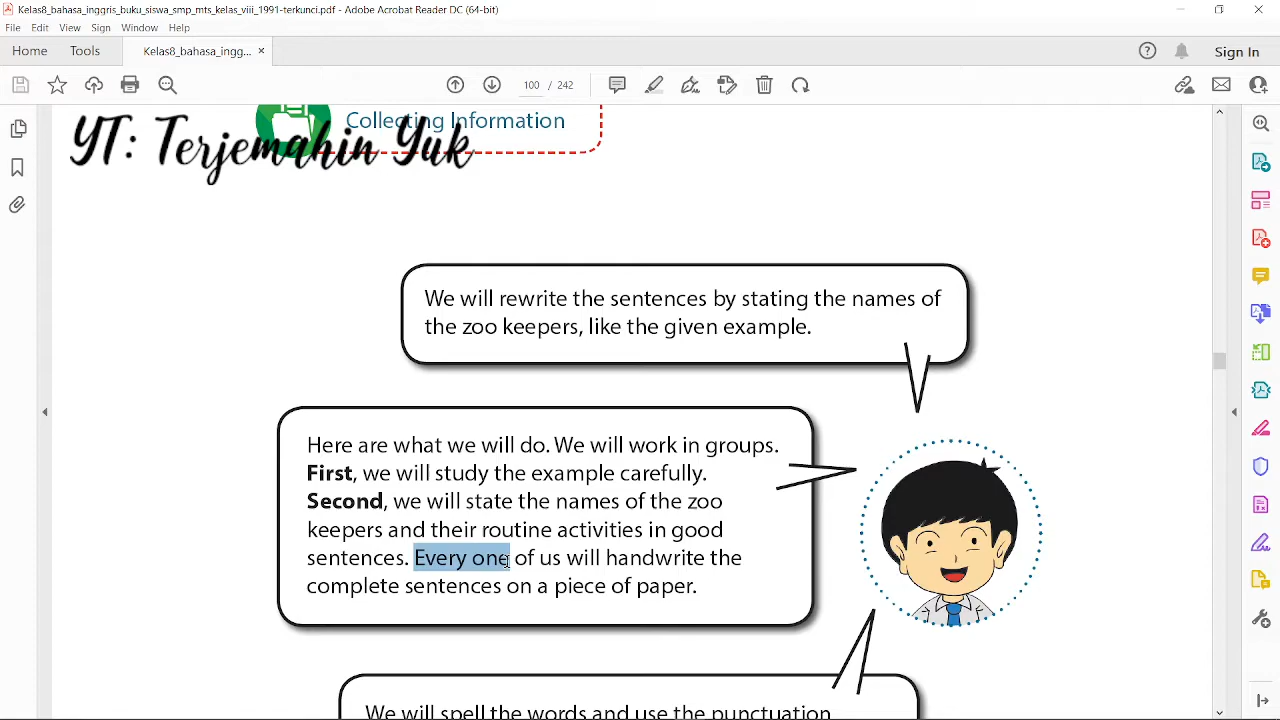 Kelas8_bahasa_inggris_buku_siswa_smp_mts_kelas_viii_1991-terkunci.pdf - Adobe Acrobat Reader DC (64-bit)
File Edit View Sign Window Help
Home Tools Kelas8_bahasa_ingg... × Sign In
100 / 242
Collecting Information
YT: Terjemahin Yuk
We will rewrite the sentences by stating the names of
the zoo keepers, like the given example.
Here are what we will do. We will work in groups.
First, we will study the example carefully.
Second, we will state the names of the zoo
keepers and their routine activities in good
sentences. Every one of us will handwrite the
complete sentences on a piece of paper.
We will spell the words and use the punctuation